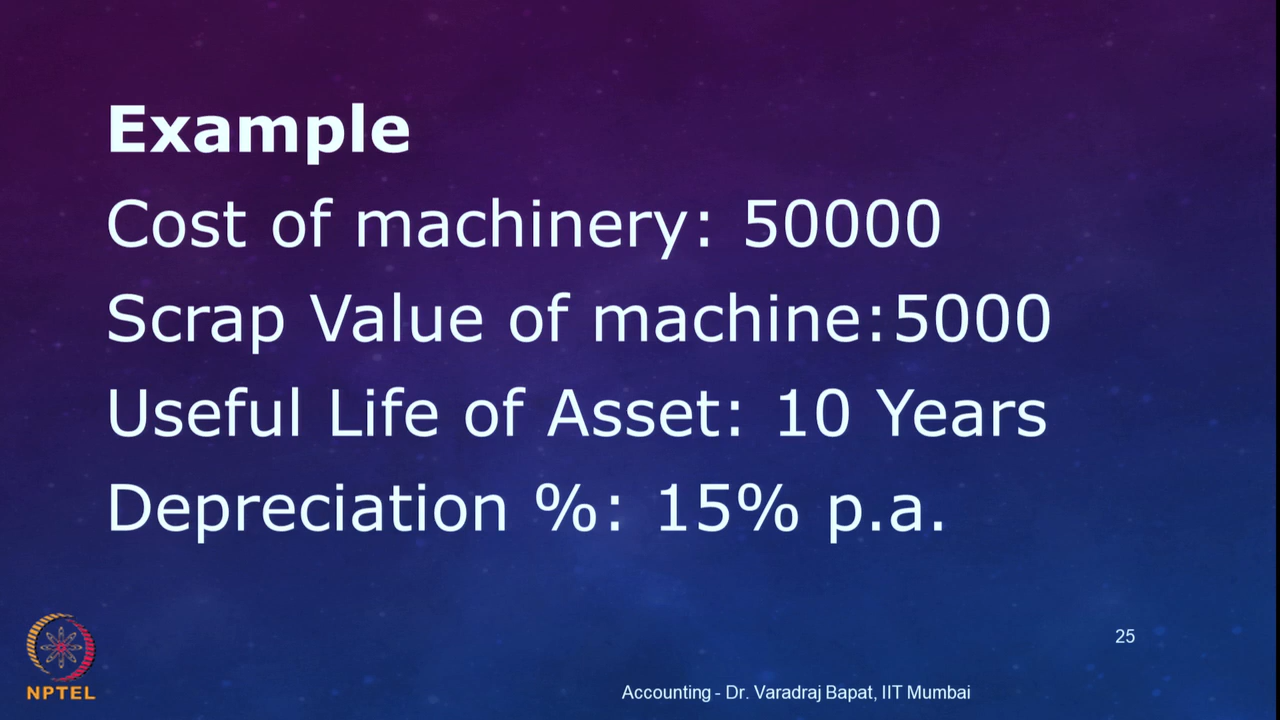 Example
Cost of machinery: 50000
Scrap Value of machine:5000
Useful Life of Asset: 10 Years
Depreciation %: 15% p.a.
25
NPTEL
Accounting - Dr. Varadraj Bapat, IIT Mumbai